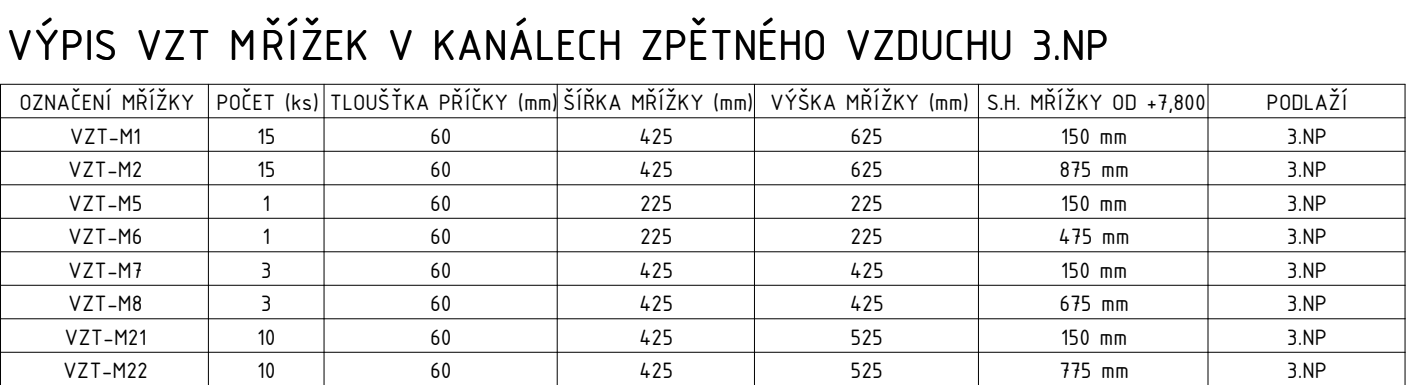 VÝPIS VZT MŘÍŽEK V KANÁLECH ZPĚTNÉHO VZDUCHU 3.NP
OZNAČENÍ MŘÍŽKY POČET (ks) TLOUŠŤKA PŘÍČKY (mm) ŠÍŘKA MŘÍŽKY (mm) VÝŠKA MŘÍŽKY (mm) S.H. MŘÍŽKY OD +7,800 PODLAŽÍ
VZT-M1 15 60 425 625 150 mm 3.NP
VZT-M2 15 60 425 625 875 mm 3.NP
VZT-M5 1 60 225 225 150 mm 3.NP
VZT-M6 1 60 225 225 475 mm 3.NP
VZT-M7 3 60 425 425 150 mm 3.NP
VZT-M8 3 60 425 425 675 mm 3.NP
VZT-M21 10 60 425 525 150 mm 3.NP
VZT-M22 10 60 425 525 775 mm 3.NP